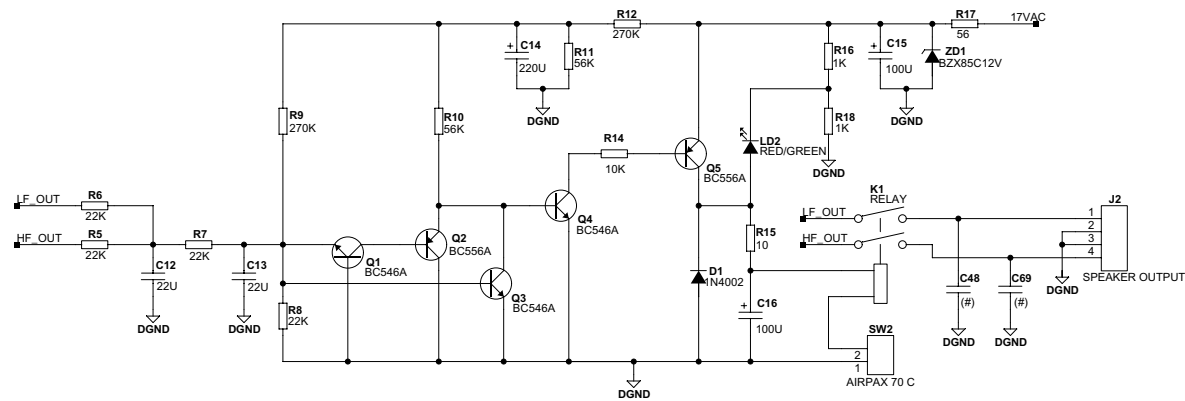 R12
270K
R17
56
17VAC
C14
220U
+
R11
56K
R16
1K
+
C15
100U
ZD1
BZX85C12V
DGND
DGND
R9
270K
R10
56K
R18
1K
R14
10K
LD2
RED/GREEN
DGND
Q5
BC556A
R6
22K
LF_OUT
K1
RELAY
J2
Q4
BC546A
LF_OUT
1
2
3
4
HF_OUT
R5
22K
R7
22K
Q2
BC556A
R15
10
HF_OUT
Q1
BC546A
C12
22U
C13
22U
D1
1N4002
C48
(#)
C69
(#)
DGND
SPEAKER OUTPUT
Q3
BC546A
R8
22K
+
C16
100U
DGND
DGND
DGND
DGND
SW2
2
1
AIRPAX 70 C
DGND